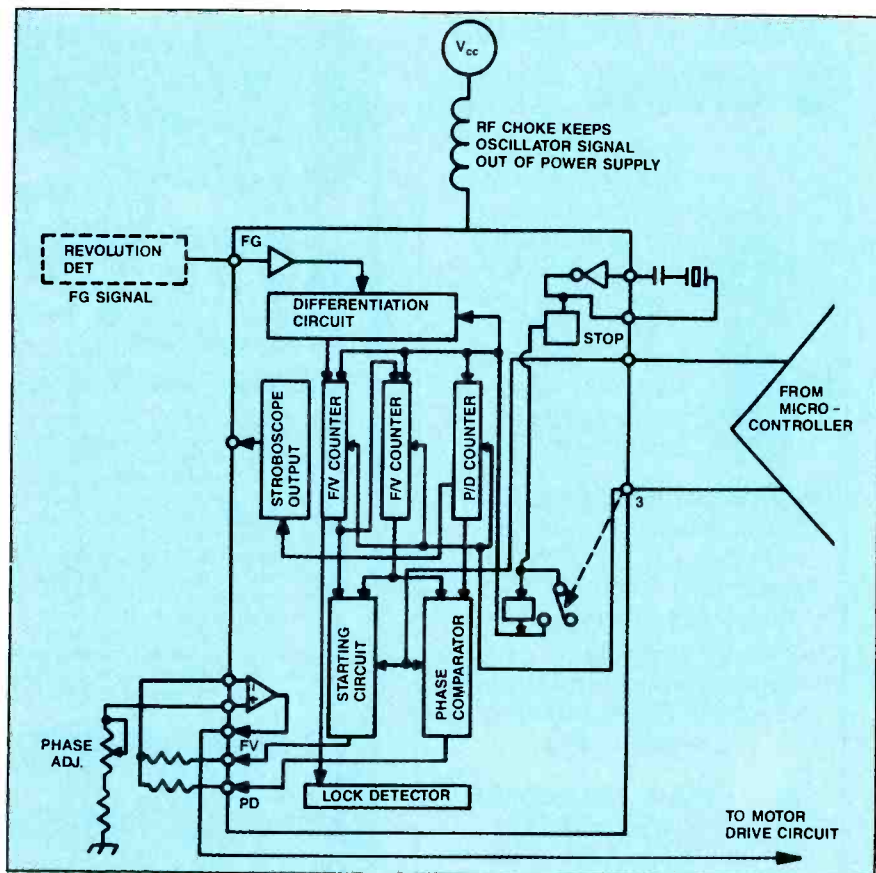 Vcc
RF CHOKE KEEPS
OSCILLATOR SIGNAL
OUT OF POWER SUPPLY
REVOLUTION
DET
FG SIGNAL
FG
DIFFERENTIATION
CIRCUIT
STOP
FROM
MICRO-
CONTROLLER
STROBOSCOPE
OUTPUT
F/V COUNTER
F/V COUNTER
P/D COUNTER
3
STARTING
CIRCUIT
PHASE
COMPARATOR
PHASE
ADJ.
-
+
FV
PD
LOCK DETECTOR
TO MOTOR
DRIVE CIRCUIT